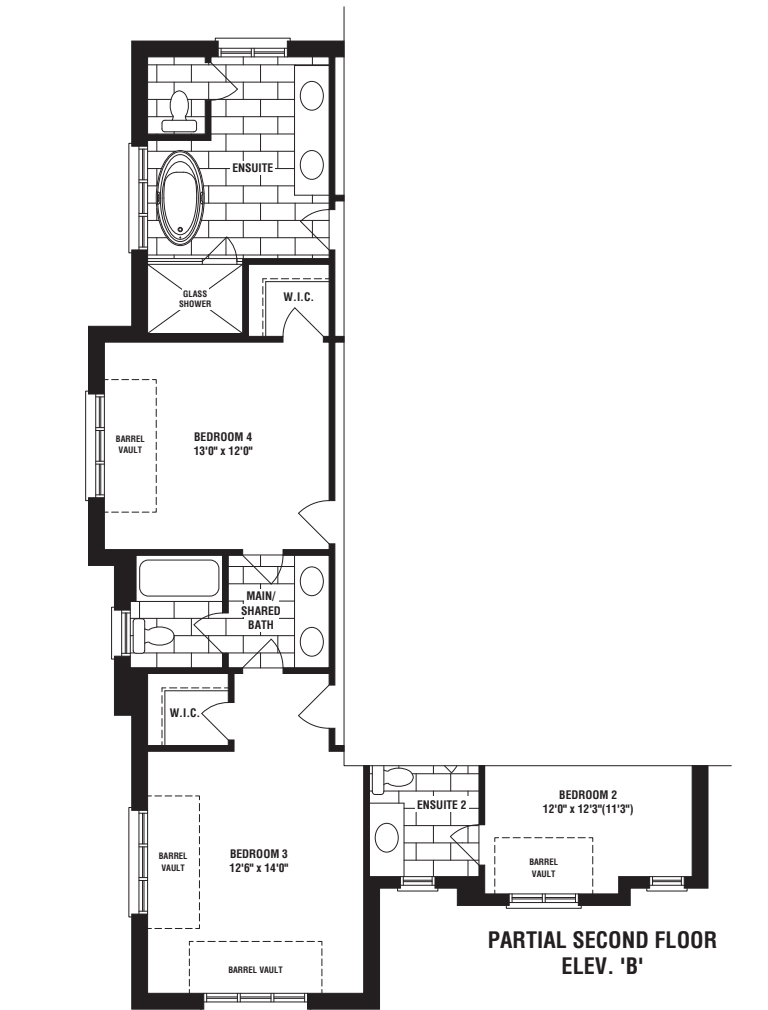 ENSUITE
GLASS
SHOWER
W.I.C.
BARREL
VAULT
BEDROOM 4
13'0" x 12'0"
MAIN/
SHARED
BATH
W.I.C.
BEDROOM 2
12'0" x 12'3"(11'3")
ENSUITE 2
BARREL
VAULT
BEDROOM 3
12'6" x 14'0"
BARREL
VAULT
BARREL VAULT
PARTIAL SECOND FLOOR
ELEV. 'B'